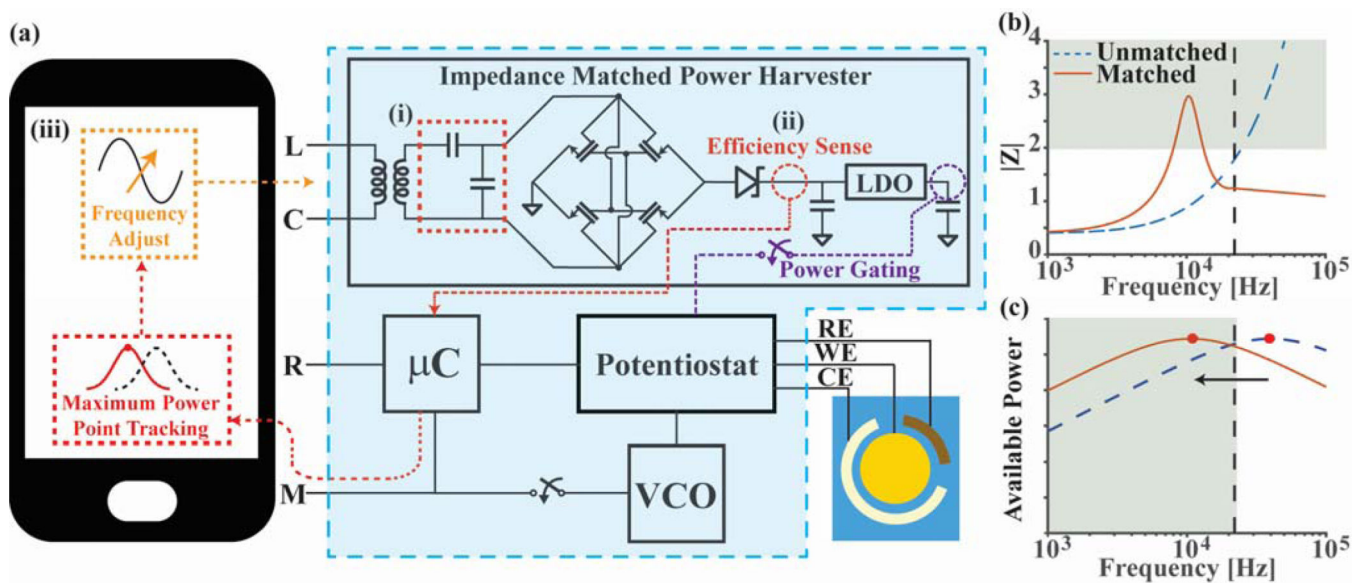 (a)
(iii)
Frequency
Adjust
Maximum Power
Point Tracking
L
C
R
M
Impedance Matched Power Harvester
(i)
(ii)
Efficiency Sense
LDO
Power Gating
μC
Potentiostat
VCO
RE
WE
CE
(b)
4
3
2
1
0
|Z|
Unmatched
Matched
10³
10⁴
10⁵
Frequency [Hz]
(c)
Available Power
10³
10⁴
10⁵
Frequency [Hz]